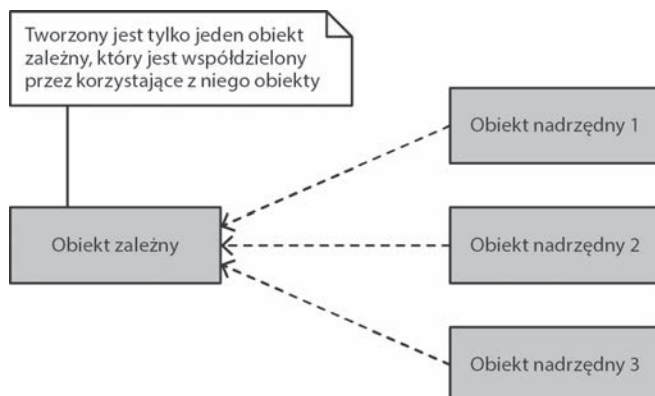 Tworzony jest tylko jeden obiekt
zależny, który jest współdzielony
przez korzystające z niego obiekty
Obiekt nadrzędny 1
Obiekt zależny
Obiekt nadrzędny 2
Obiekt nadrzędny 3